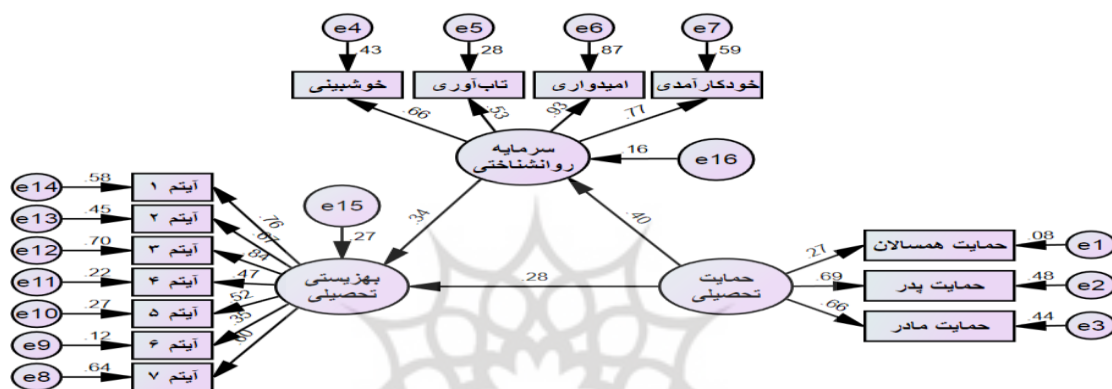 e4 e5 e6 e7
.43 .28 .87 .59
خوشبینی
تاب‌آوری
امیدواری
خودکارآمدی
.66 .53 .93 .77
سرمایه
روانشناختی
.16 e16
e14 .58 آیتم ۱
e13 .45 آیتم ۲
e12 .70 آیتم ۳
e11 .22 آیتم ۴
e10 .27 آیتم ۵
e9 .12 آیتم ۶
e8 .64 آیتم ۷
.76
.67
.84
.47
.52
.35
.80
e15
.27
.34
.40
بهزیستی
تحصیلی
.28
حمایت
تحصیلی
.27
.69
.66
حمایت همسالان .08 e1
حمایت پدر .48 e2
حمایت مادر .44 e3